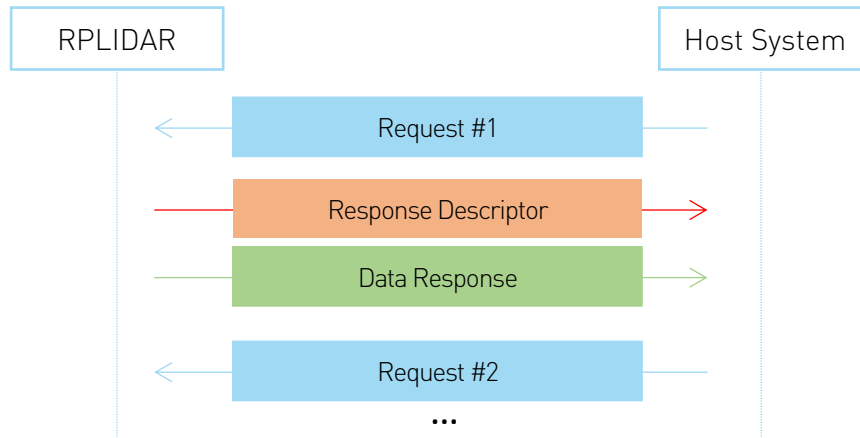 RPLIDAR
Host System
Request #1
Response Descriptor
Data Response
Request #2
...